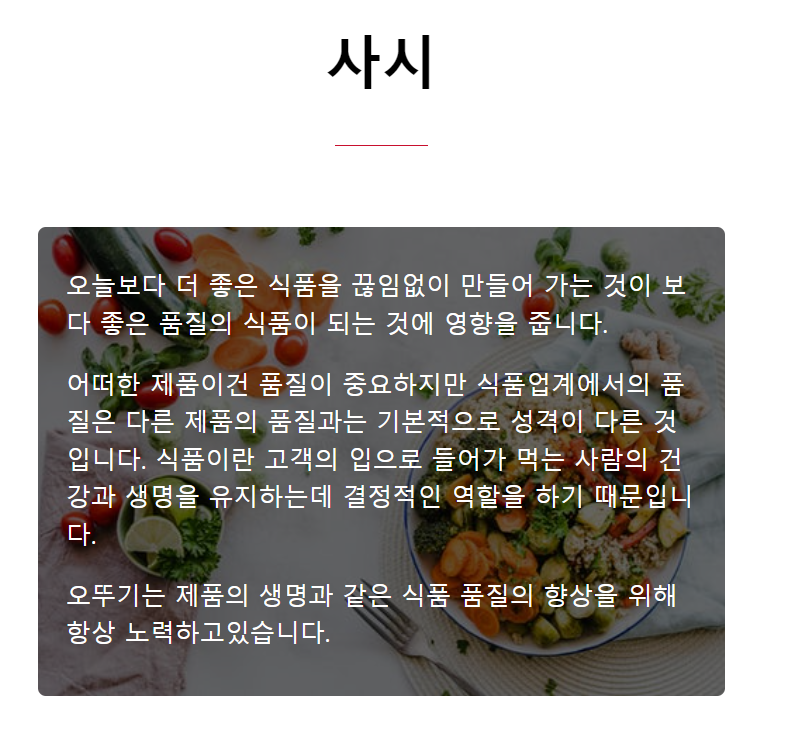 사시
오늘보다 더 좋은 식품을 끊임없이 만들어 가는 것이 보
다 좋은 품질의 식품이 되는 것에 영향을 줍니다.
어떠한 제품이건 품질이 중요하지만 식품업계에서의 품
질은 다른 제품의 품질과는 기본적으로 성격이 다른 것
입니다. 식품이란 고객의 입으로 들어가 먹는 사람의 건
강과 생명을 유지하는데 결정적인 역할을 하기 때문입니
다.
오뚜기는 제품의 생명과 같은 식품 품질의 향상을 위해
항상 노력하고있습니다.